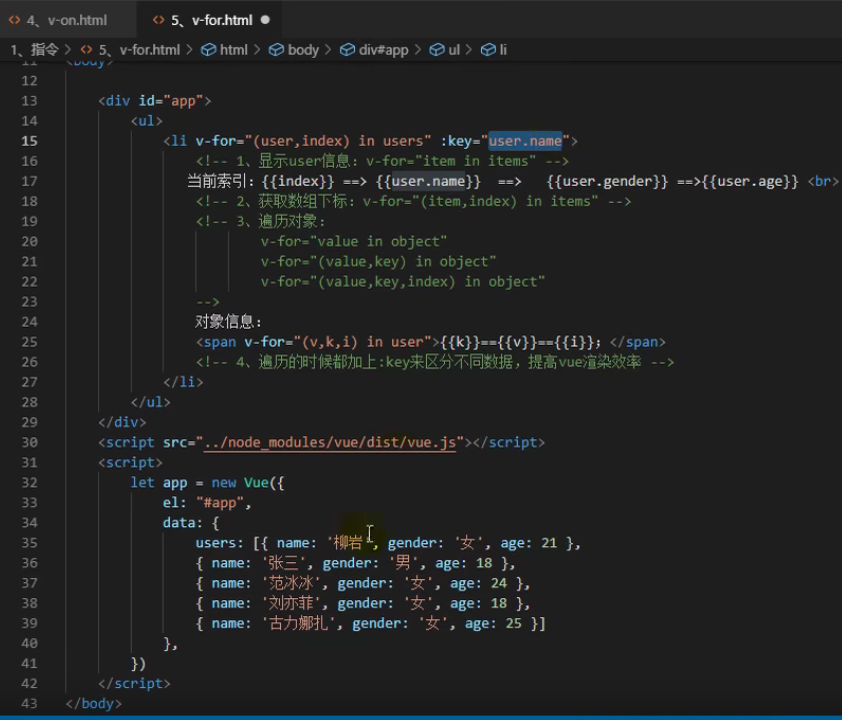 4、v-on.html 5、v-for.html
1、指令 > 5、v-for.html > html > body > div#app > ul > li
11 <body>
12
13 <div id="app">
14 <ul>
15 <li v-for="(user,index) in users" :key="user.name">
16 <!-- 1、显示user信息：v-for="item in items" -->
17 当前索引：{{index}} ==> {{user.name}} ==> {{user.gender}} ==>{{user.age}} <br>
18 <!-- 2、获取数组下标：v-for="(item,index) in items" -->
19 <!-- 3、遍历对象：
20 v-for="value in object"
21 v-for="(value,key) in object"
22 v-for="(value,key,index) in object"
23 -->
24 对象信息：
25 <span v-for="(v,k,i) in user">{{k}}=={{v}}=={{i}}；</span>
26 <!-- 4、遍历的时候都加上:key来区分不同数据，提高vue渲染效率 -->
27 </li>
28 </ul>
29 </div>
30 <script src="../node_modules/vue/dist/vue.js"></script>
31 <script>
32 let app = new Vue({
33 el: "#app",
34 data: {
35 users: [{ name: '柳岩', gender: '女', age: 21 },
36 { name: '张三', gender: '男', age: 18 },
37 { name: '范冰冰', gender: '女', age: 24 },
38 { name: '刘亦菲', gender: '女', age: 18 },
39 { name: '古力娜扎', gender: '女', age: 25 }]
40 },
41 })
42 </script>
43 </body>